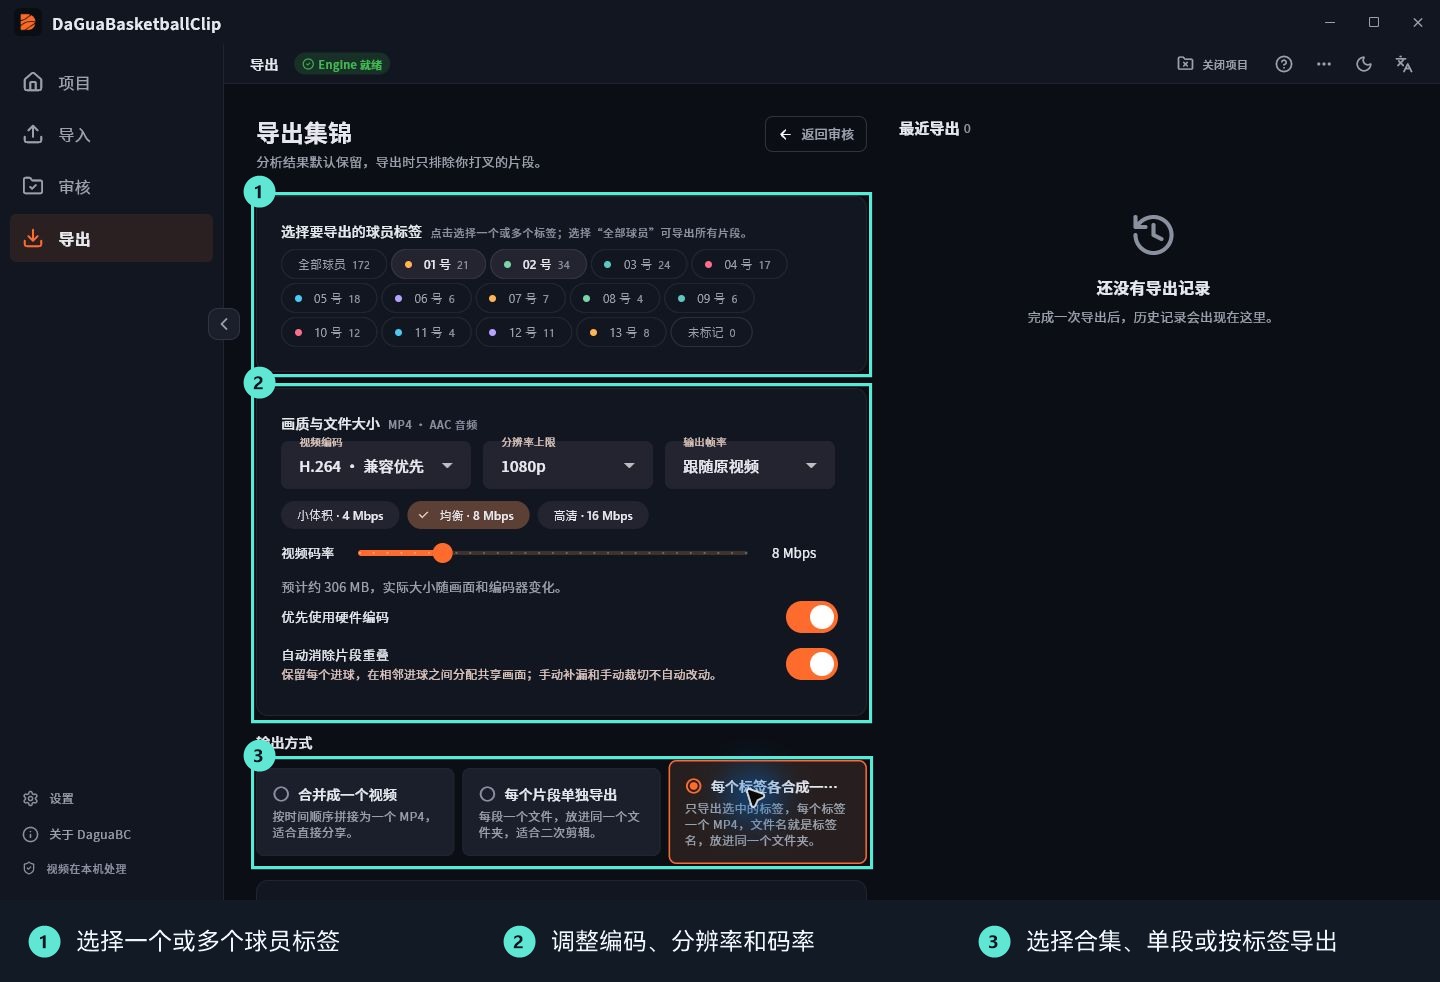 DaGuaBasketballClip
项目
导入
审核
导出
设置
关于 DaguaBC
视频在本机处理
导出
Engine 就绪
关闭项目
导出集锦
返回审核
分析结果默认保留，导出时只排除你打叉的片段。
1
选择要导出的球员标签 点击选择一个或多个标签；选择“全部球员”可导出所有片段。
全部球员 172 01 号 21 02 号 34 03 号 24 04 号 17
05 号 18 06 号 6 07 号 7 08 号 4 09 号 6
10 号 12 11 号 4 12 号 11 13 号 8 未标记 0
2
画质与文件大小 MP4 · AAC 音频
视频编码 分辨率上限 输出帧率
H.264 · 兼容优先 1080p 跟随原视频
小体积 · 4 Mbps 均衡 · 8 Mbps 高清 · 16 Mbps
视频码率 8 Mbps
预计约 306 MB，实际大小随画面和编码器变化。
优先使用硬件编码
自动消除片段重叠
保留每个进球，在相邻进球之间分配共享画面；手动补漏和手动裁切不自动改动。
出方式
3
合并成一个视频
按时间顺序拼接为一个 MP4，
适合直接分享。
每个片段单独导出
每段一个文件，放进同一个文
件夹，适合二次剪辑。
每个标签各合成一…
只导出选中的标签，每个标签
一个 MP4，文件名就是标签
名，放进同一个文件夹。
最近导出 0
还没有导出记录
完成一次导出后，历史记录会出现在这里。
1 选择一个或多个球员标签
2 调整编码、分辨率和码率
3 选择合集、单段或按标签导出